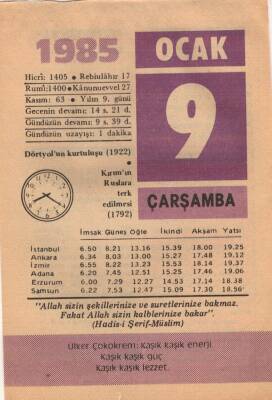 1985
OCAK
9
ÇARŞAMBA
Hicrî: 1405 • Rebiulâhır 17
Rumî: 1400 • Kânunuevvel 27
Kasım: 63 • Yılın 9. günü
Gecenin devamı: 14 s. 21 d.
Gündüzün devamı: 9 s. 39 d.
Gündüzün uzayışı: 1 dakika
Dörtyol'un kurtuluşu (1922)
•
Kırım'ın
Ruslara
terk
edilmesi
(1792)
İmsak Güneş Öğle İkindi Akşam Yatsı
İstanbul 6.50 8.21 13.16 15.39 18.00 19.25
Ankara 6.34 8.03 13.00 15.27 17.48 19.12
İzmir 6.55 8.22 13.23 15.53 18.14 19.37
Adana 6.20 7.45 12.51 15.25 17.46 19.06
Erzurum 6.00 7.29 12.27 14.53 17.14 18.38
Samsun 6.22 7.53 12.47 15.09 17.30 18.56
"Allah sizin şekillerinize ve suretlerinize bakmaz.
Fakat Allah sizin kalblerinize bakar".
(Hadis-i Şerif-Müslim)
Ülker Çokokrem: Kaşık kaşık enerji
Kaşık kaşık güç
Kaşık kaşık lezzet.